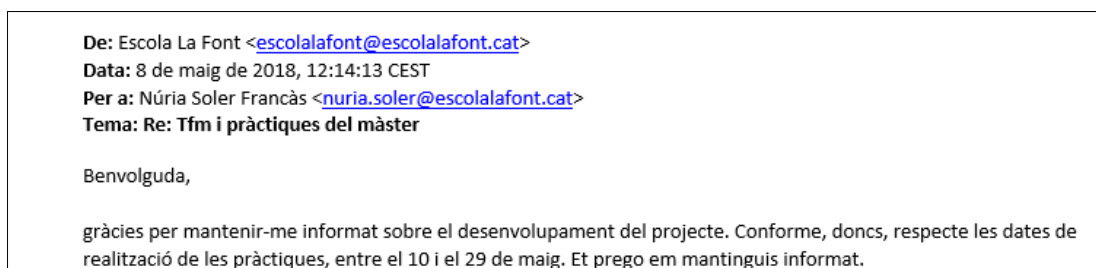 De: Escola La Font <escolalafont@escolalafont.cat>
Data: 8 de maig de 2018, 12:14:13 CEST
Per a: Núria Soler Francàs <nuria.soler@escolalafont.cat>
Tema: Re: Tfm i pràctiques del màster
Benvolguda,
gràcies per mantenir-me informat sobre el desenvolupament del projecte. Conforme, doncs, respecte les dates de
realització de les pràctiques, entre el 10 i el 29 de maig. Et prego em mantinguis informat.